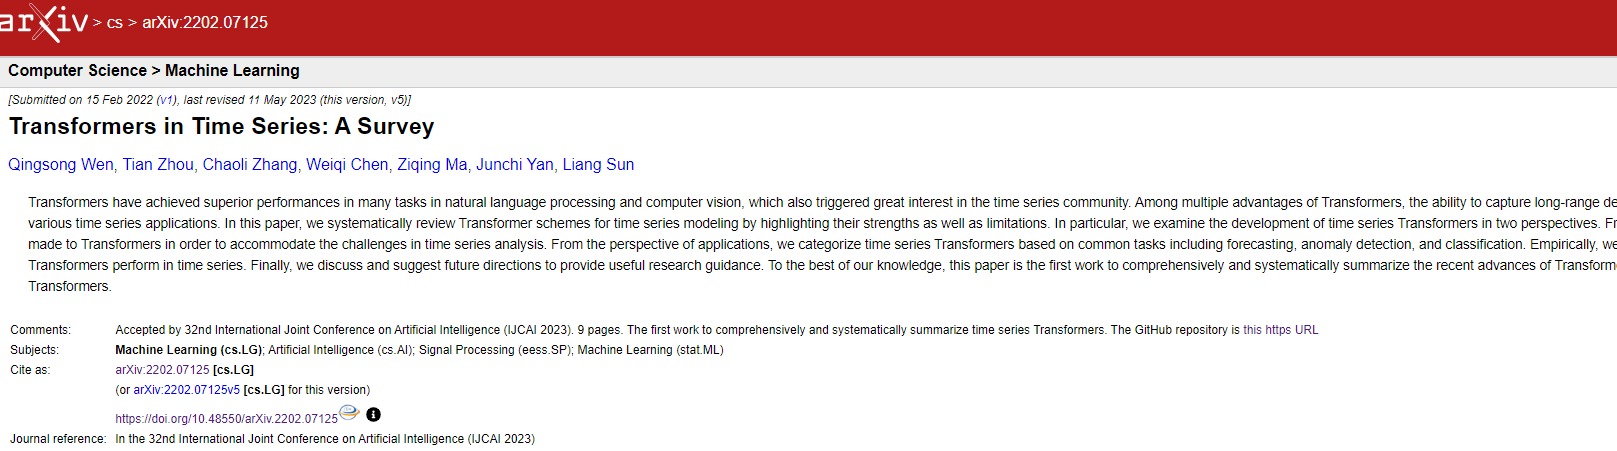 arXiv > cs > arXiv:2202.07125
Computer Science > Machine Learning
[Submitted on 15 Feb 2022 (v1), last revised 11 May 2023 (this version, v5)]
Transformers in Time Series: A Survey
Qingsong Wen, Tian Zhou, Chaoli Zhang, Weiqi Chen, Ziqing Ma, Junchi Yan, Liang Sun
Transformers have achieved superior performances in many tasks in natural language processing and computer vision, which also triggered great interest in the time series community. Among multiple advantages of Transformers, the ability to capture long-range
various time series applications. In this paper, we systematically review Transformer schemes for time series modeling by highlighting their strengths as well as limitations. In particular, we examine the development of time series Transformers in two perspectives.
made to Transformers in order to accommodate the challenges in time series analysis. From the perspective of applications, we categorize time series Transformers based on common tasks including forecasting, anomaly detection, and classification. Empirically, we
Transformers perform in time series. Finally, we discuss and suggest future directions to provide useful research guidance. To the best of our knowledge, this paper is the first work to comprehensively and systematically summarize the recent advances of
Transformers.
Comments: Accepted by 32nd International Joint Conference on Artificial Intelligence (IJCAI 2023). 9 pages. The first work to comprehensively and systematically summarize time series Transformers. The GitHub repository is this https URL
Subjects: Machine Learning (cs.LG); Artificial Intelligence (cs.AI); Signal Processing (eess.SP); Machine Learning (stat.ML)
Cite as: arXiv:2202.07125 [cs.LG]
(or arXiv:2202.07125v5 [cs.LG] for this version)
https://doi.org/10.48550/arXiv.2202.07125
Journal reference: In the 32nd International Joint Conference on Artificial Intelligence (IJCAI 2023)